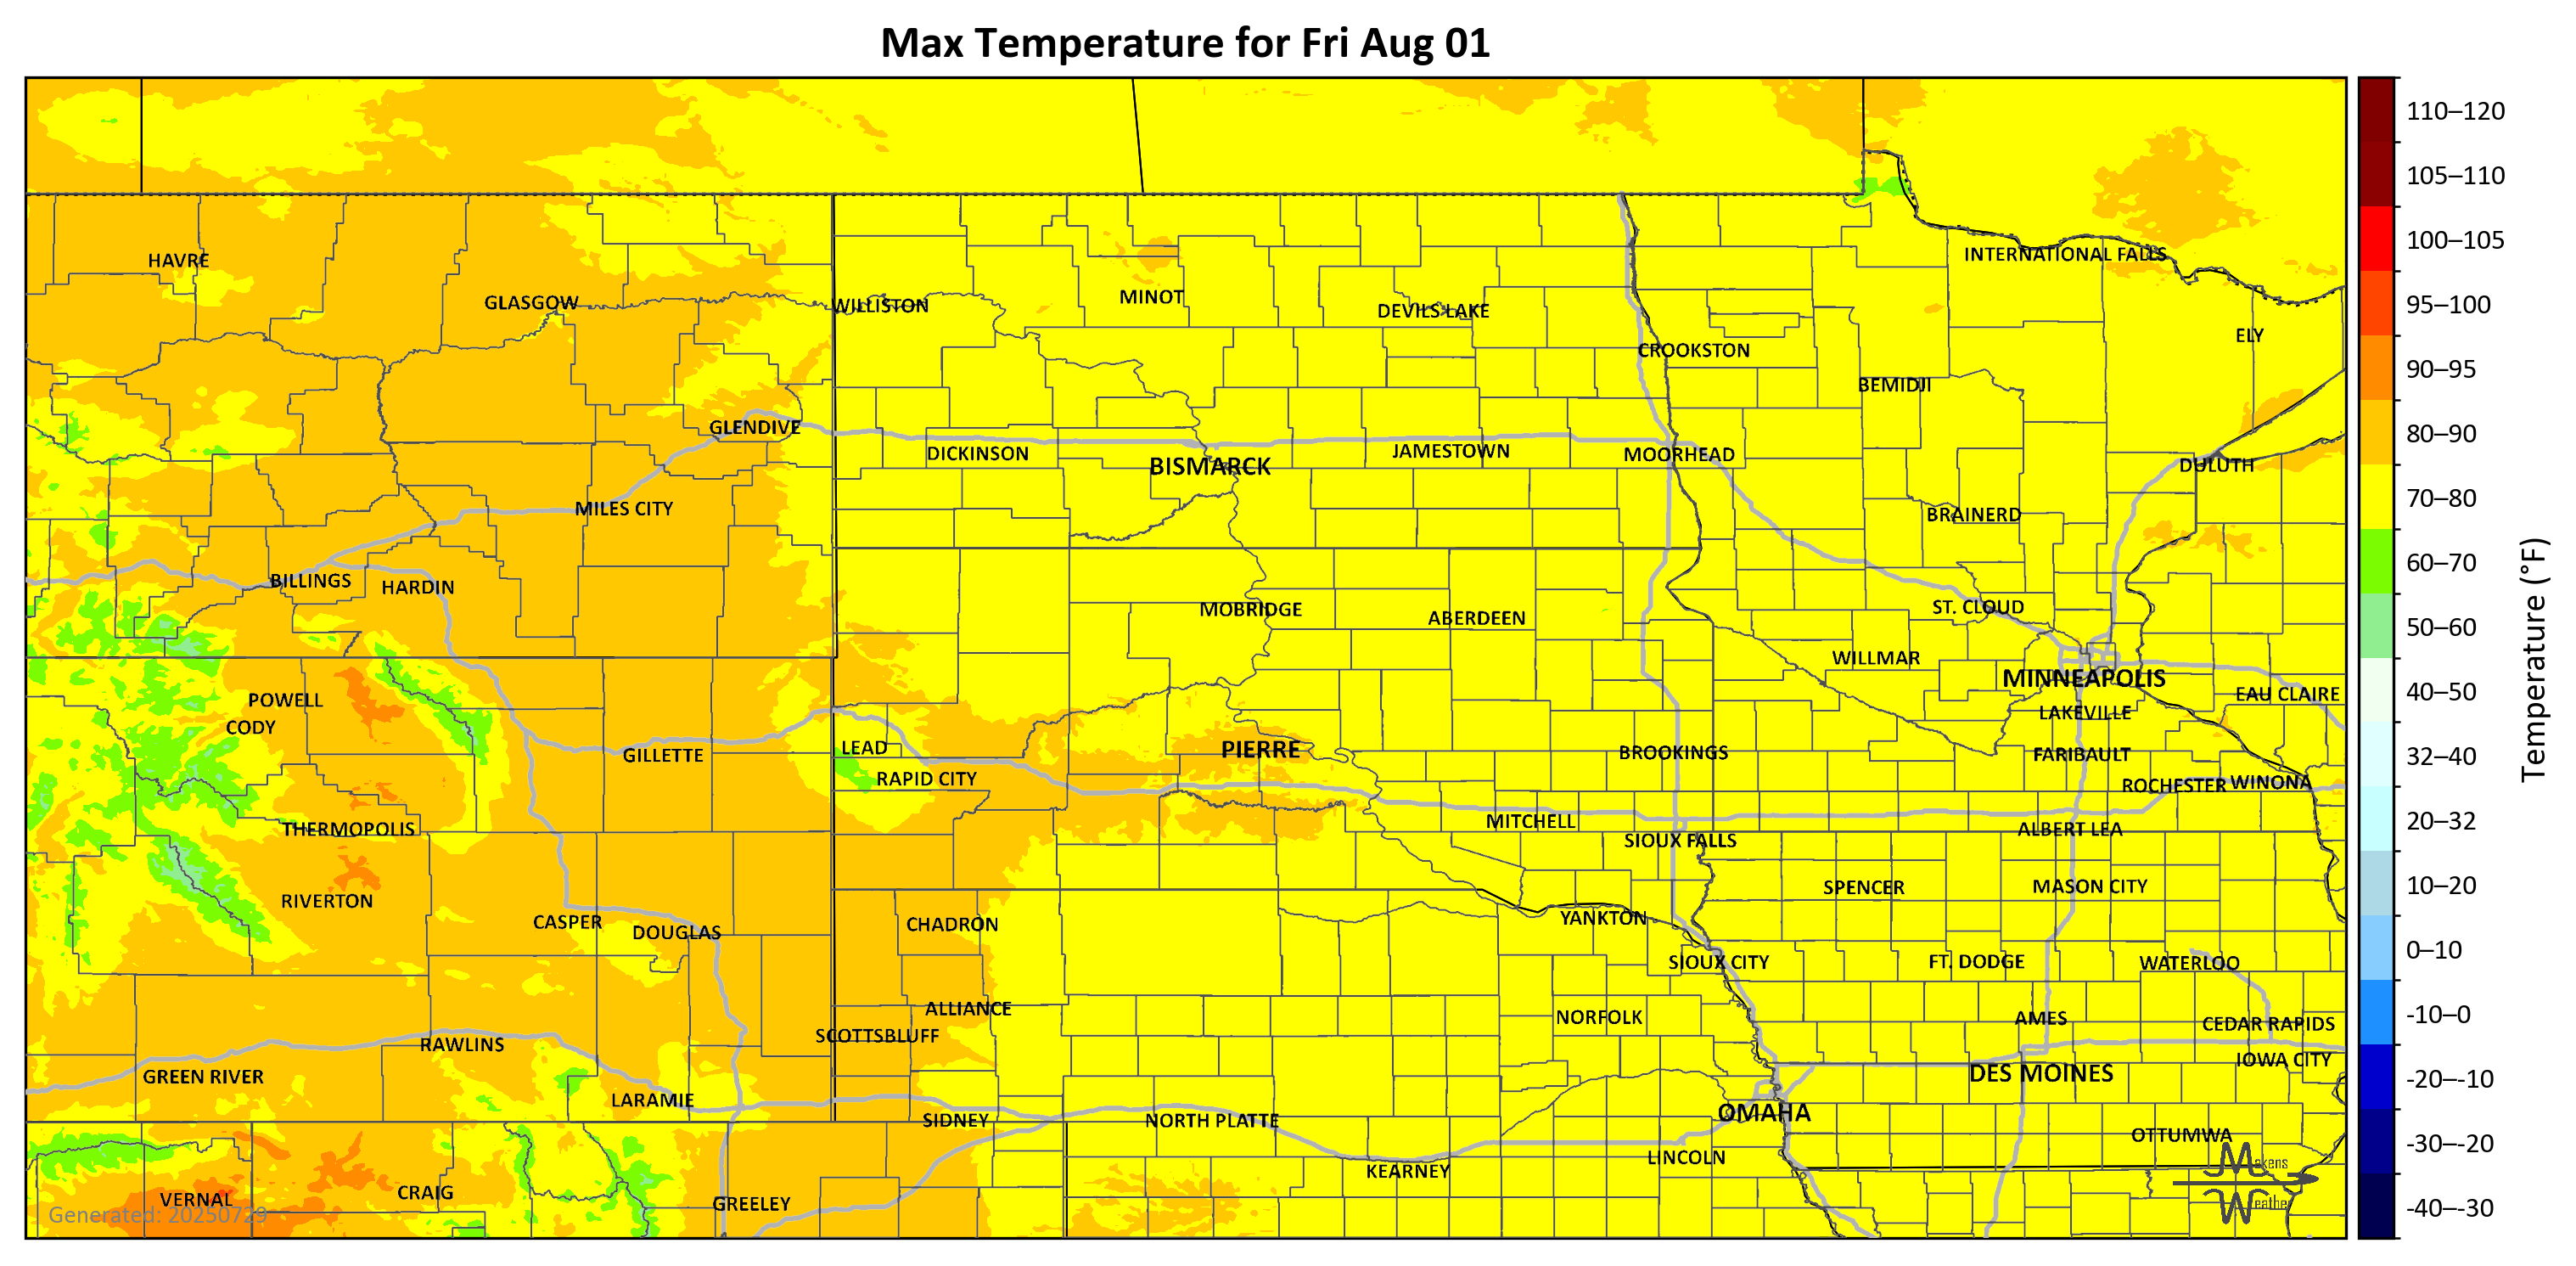 Max Temperature for Fri Aug 01
110–120
105–110
100–105
95–100
90–95
80–90
70–80
60–70
50–60
40–50
32–40
20–32
10–20
0–10
-10–0
-20–-10
-30–-20
-40–-30
Temperature (°F)
HAVRE
GLASGOW
WILLISTON
MINOT
DEVILS LAKE
INTERNATIONAL FALLS
ELY
CROOKSTON
BEMIDJI
GLENDIVE
DICKINSON
BISMARCK
JAMESTOWN
MOORHEAD
DULUTH
MILES CITY
BRAINERD
BILLINGS
HARDIN
MOBRIDGE
ABERDEEN
ST. CLOUD
WILLMAR
MINNEAPOLIS
EAU CLAIRE
POWELL
CODY
LAKEVILLE
GILLETTE
LEAD
PIERRE
BROOKINGS
FARIBAULT
RAPID CITY
ROCHESTER
WINONA
THERMOPOLIS
MITCHELL
SIOUX FALLS
ALBERT LEA
RIVERTON
SPENCER
MASON CITY
CASPER
DOUGLAS
CHADRON
YANKTON
SIOUX CITY
FT. DODGE
WATERLOO
ALLIANCE
SCOTTSBLUFF
NORFOLK
AMES
CEDAR RAPIDS
RAWLINS
IOWA CITY
GREEN RIVER
DES MOINES
LARAMIE
SIDNEY
NORTH PLATTE
OMAHA
OTTUMWA
KEARNEY
LINCOLN
VERNAL
CRAIG
GREELEY
Makens
Weather
Generated: 20250729